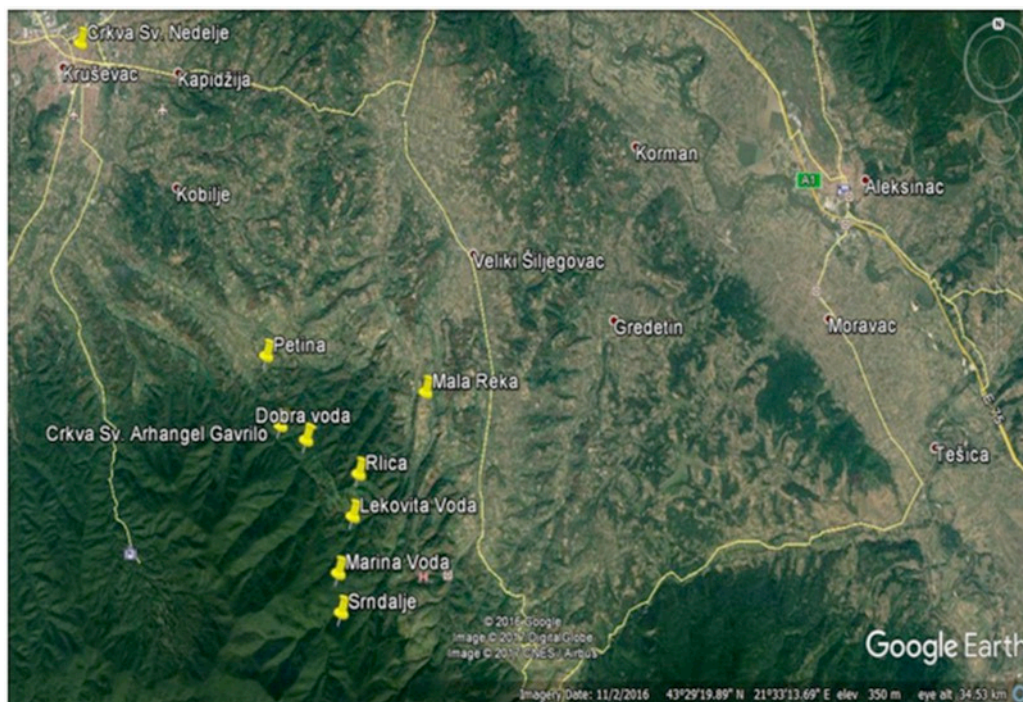 Crkva Sv. Nedelje
Kruševac
Kapidžija
N
Korman
A1
Aleksinac
Kobilje
Veliki Šiljegovac
Gredetin
Moravac
Petina
Mala Reka
E-75
Dobra voda
Crkva Sv. Arhangel Gavrilo
Rlica
Tešica
Lekovita Voda
Marina Voda
H
Srndalje
© 2016 Google
Image © 2017 DigitalGlobe
Image © 2017 CNES / Airbus
Google Earth
Imagery Date: 11/2/2016 43°29'19.89" N 21°33'13.69" E elev 350 m eye alt 34.53 km